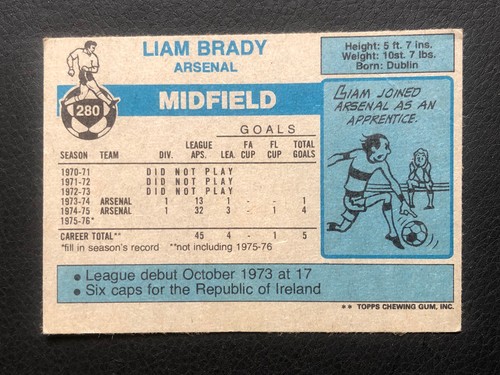 LIAM BRADY
ARSENAL
Height: 5 ft. 7 ins.
Weight: 10st. 7 lbs.
Born: Dublin
280
MIDFIELD
LIAM JOINED
ARSENAL AS AN
APPRENTICE.
GOALS
LEAGUE FA FL TOTAL
SEASON TEAM DIV. APS. LEA. CUP CUP GOALS
1970-71 DID NOT PLAY
1971-72 DID NOT PLAY
1972-73 DID NOT PLAY
1973-74 ARSENAL 1 13 1 - - 1
1974-75 ARSENAL 1 32 3 - 1 4
1975-76*
CAREER TOTAL** 45 4 - 1 5
*fill in season's record **not including 1975-76
• League debut October 1973 at 17
• Six caps for the Republic of Ireland
** TOPPS CHEWING GUM, INC.